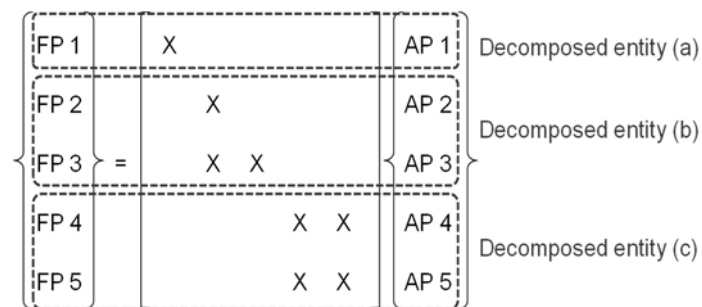 FP 1 X AP 1 Decomposed entity (a)
FP 2 X AP 2
Decomposed entity (b)
FP 3 = X X AP 3
FP 4 X X AP 4
Decomposed entity (c)
FP 5 X X AP 5